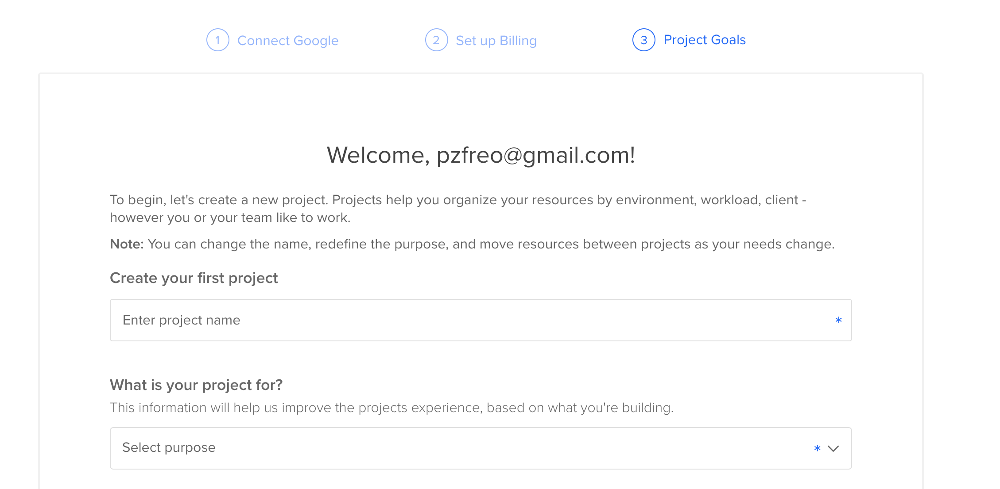 1 Connect Google 2 Set up Billing 3 Project Goals
Welcome, pzfreo@gmail.com!
To begin, let's create a new project. Projects help you organize your resources by environment, workload, client -
however you or your team like to work.
Note: You can change the name, redefine the purpose, and move resources between projects as your needs change.
Create your first project
Enter project name *
What is your project for?
This information will help us improve the projects experience, based on what you're building.
Select purpose *